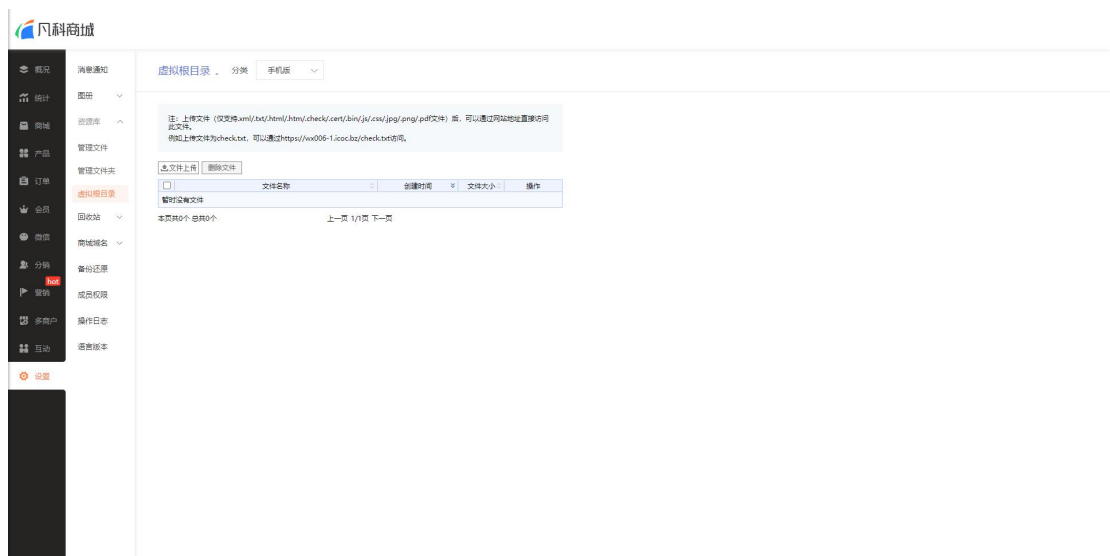 凡科商城
概况
统计
商城
产品
订单
会员
微信
分销
hot
营销
多商户
互动
设置
消息通知
图册
资源库
管理文件
管理文件夹
虚拟根目录
回收站
商城域名
备份还原
成员权限
操作日志
语言版本
虚拟根目录
分类 手机版
注：上传文件（仅支持.xml/.txt/.html/.htm/.check/.cert/.bin/.js/.css/.jpg/.png/.pdf文件）后，可以通过网站地址直接访问
此文件。
例如上传文件为check.txt，可以通过https://wx006-1.icoc.bz/check.txt访问。
文件上传 删除文件
文件名称 创建时间 文件大小 操作
暂时没有文件
本页共0个 总共0个 上一页 1/1页 下一页